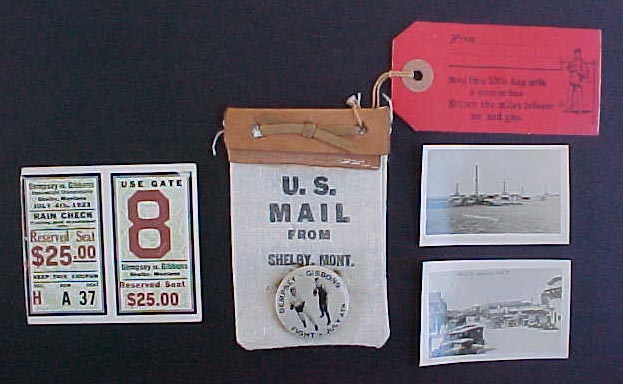 Dempsey vs. Gibbons
Shelby, Montana
JULY 4th, 1923
RAIN CHECK
Reserved Seat
$25.00
KEEP THIS COUPON
H A 37
USE GATE
8
Dempsey vs. Gibbons
Shelby, Montana
Reserved Seat
$25.00
U. S.
MAIL
FROM
SHELBY, MONT.
DEMPSEY GIBBONS
FIGHT JULY 4TH
From
May this little bag with
Shorten the miles between
me and you.